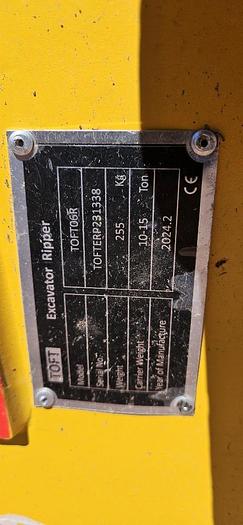 TOFT Excavator Ripper
Model TOFT06R
Serial No. TOFTERP231338
Weight 255 Kg
Carrier Weight 10-15 Ton
Year of Manufacture 2024.2
CE